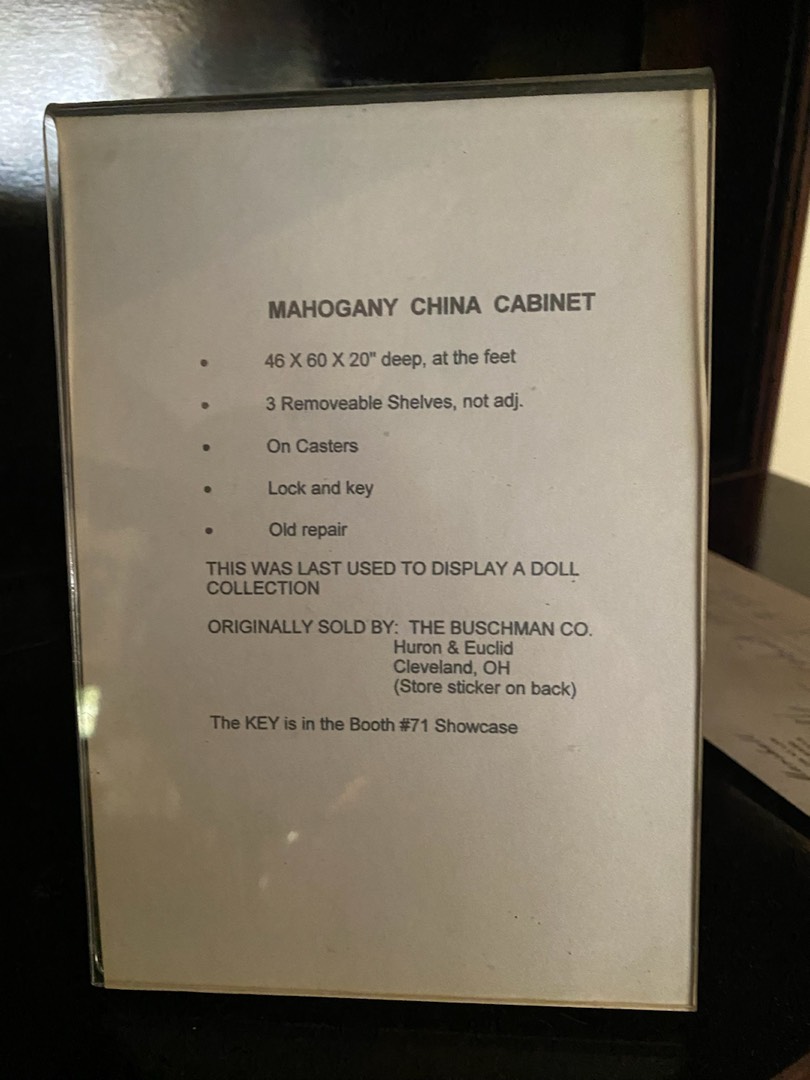 MAHOGANY CHINA CABINET
• 46 X 60 X 20" deep, at the feet
• 3 Removeable Shelves, not adj.
• On Casters
• Lock and key
• Old repair
THIS WAS LAST USED TO DISPLAY A DOLL
COLLECTION
ORIGINALLY SOLD BY: THE BUSCHMAN CO.
Huron & Euclid
Cleveland, OH
(Store sticker on back)
The KEY is in the Booth #71 Showcase